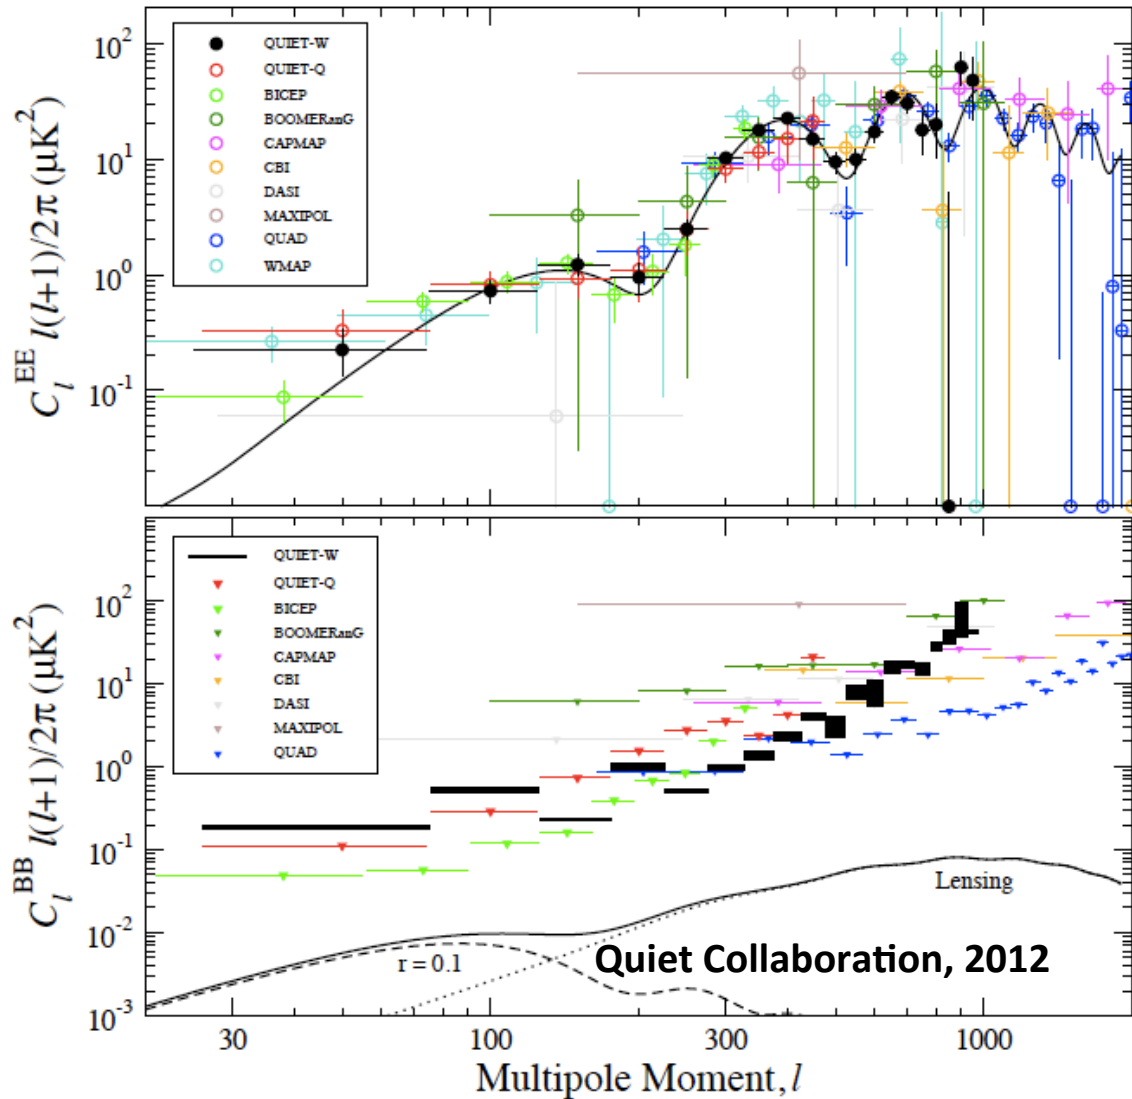 10²
10¹
10⁰
10⁻¹
C_l^EE l(l+1)/2π (μK²)
QUIET-W
QUIET-Q
BICEP
BOOMERanG
CAPMAP
CBI
DASI
MAXIPOL
QUAD
WMAP
10²
10¹
10⁰
10⁻¹
10⁻²
10⁻³
C_l^BB l(l+1)/2π (μK²)
QUIET-W
QUIET-Q
BICEP
BOOMERanG
CAPMAP
CBI
DASI
MAXIPOL
QUAD
Lensing
r = 0.1
Quiet Collaboration, 2012
30 100 300 1000
Multipole Moment, l